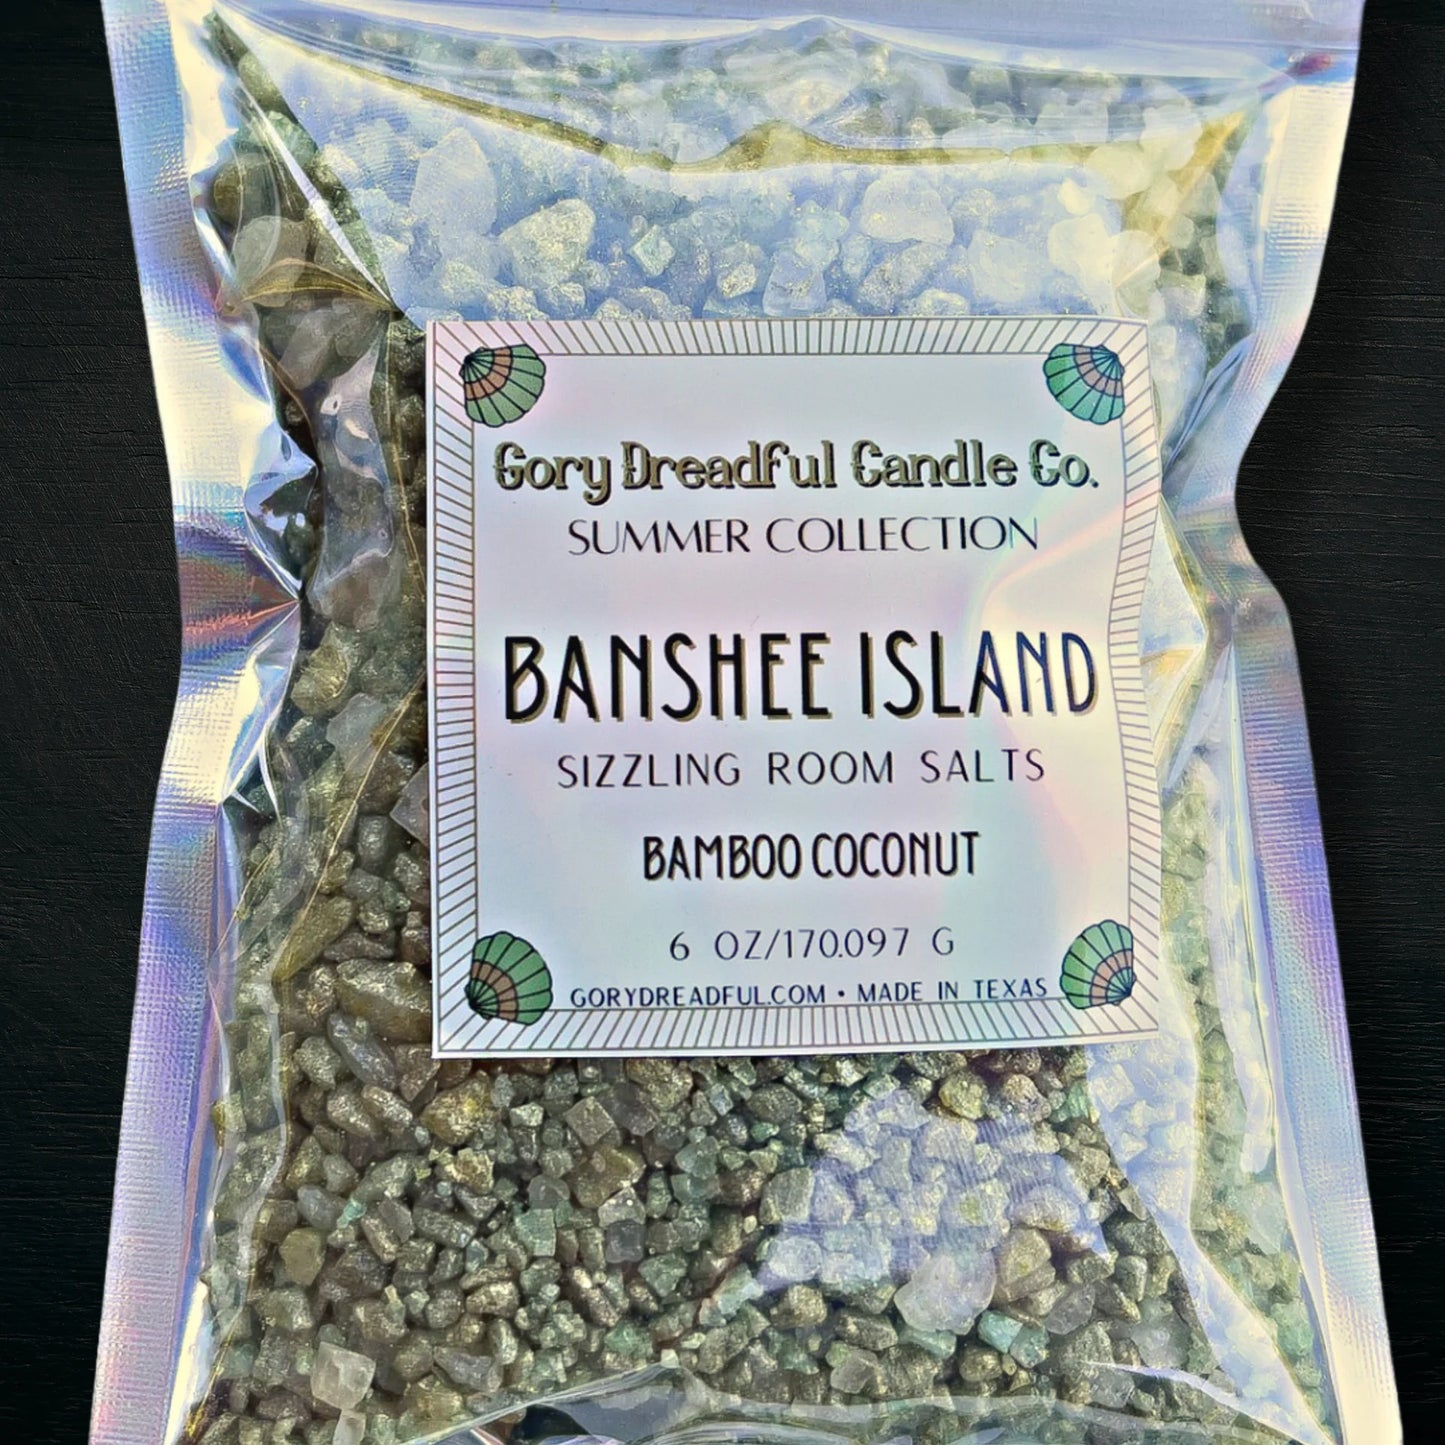 Gory Dreadful Candle Co.
SUMMER COLLECTION
BANSHEE ISLAND
SIZZLING ROOM SALTS
BAMBOO COCONUT
6 OZ/170.097 G
GORYDREADFUL.COM • MADE IN TEXAS